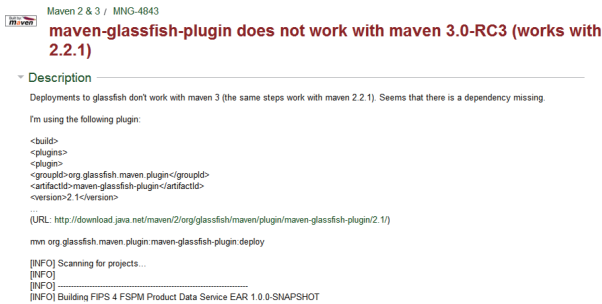 Built by
maven
Maven 2 & 3 / MNG-4843
maven-glassfish-plugin does not work with maven 3.0-RC3 (works with
2.2.1)
Description
Deployments to glassfish don't work with maven 3 (the same steps work with maven 2.2.1). Seems that there is a dependency missing.
I'm using the following plugin:
<build>
<plugins>
<plugin>
<groupId>org.glassfish.maven.plugin</groupId>
<artifactId>maven-glassfish-plugin</artifactId>
<version>2.1</version>
...
(URL: http://download.java.net/maven/2/org/glassfish/maven/plugin/maven-glassfish-plugin/2.1/)
mvn org.glassfish.maven.plugin:maven-glassfish-plugin:deploy
[INFO] Scanning for projects...
[INFO]
[INFO] ------------------------------------------------------------------------
[INFO] Building FIPS 4 FSPM Product Data Service EAR 1.0.0-SNAPSHOT